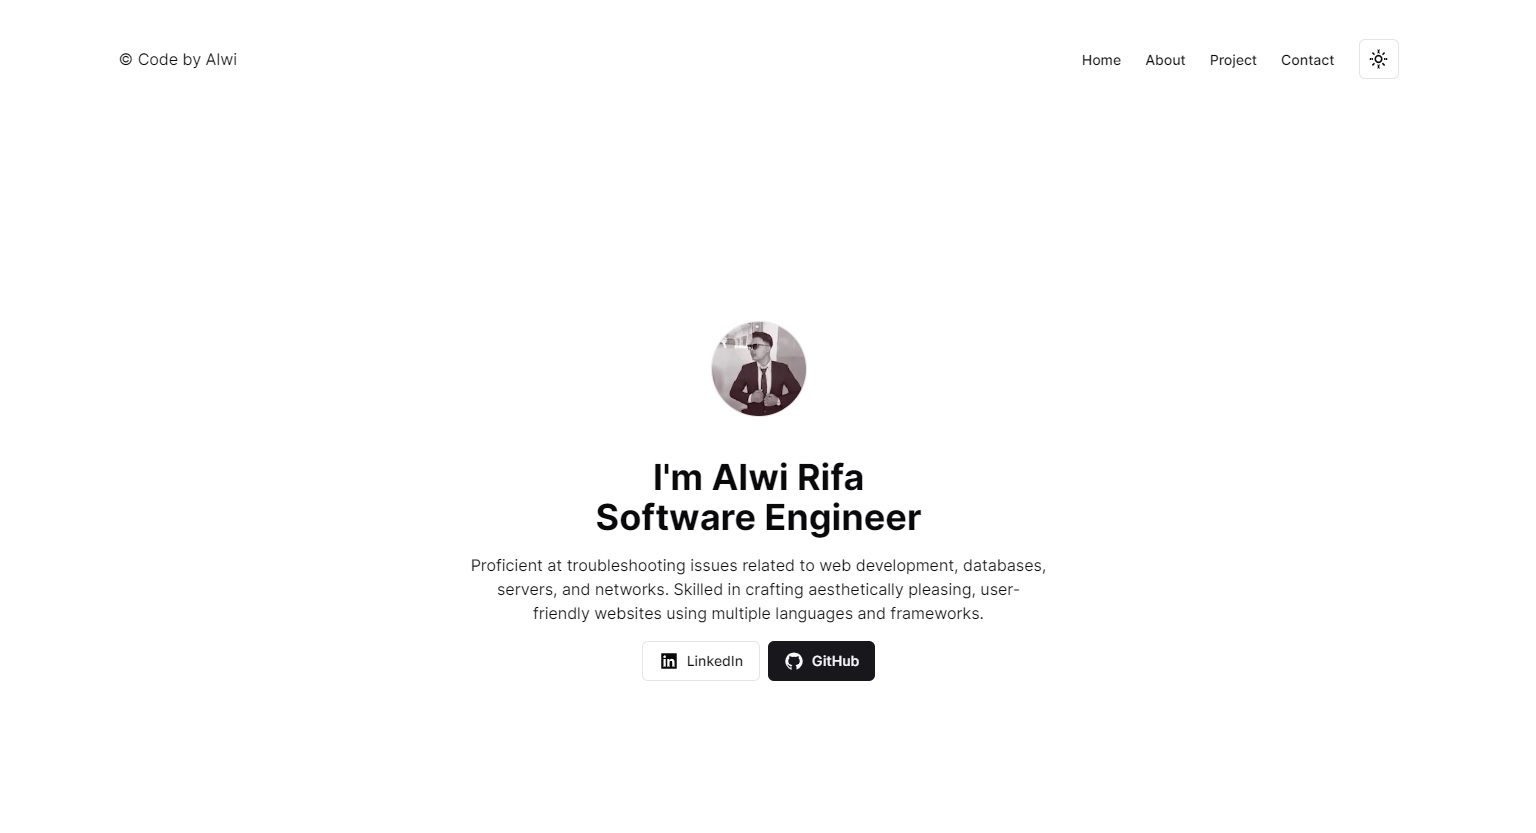 © Code by Alwi
Home
About
Project
Contact
I'm Alwi Rifa
Software Engineer
Proficient at troubleshooting issues related to web development, databases,
servers, and networks. Skilled in crafting aesthetically pleasing, user-
friendly websites using multiple languages and frameworks.
LinkedIn
GitHub